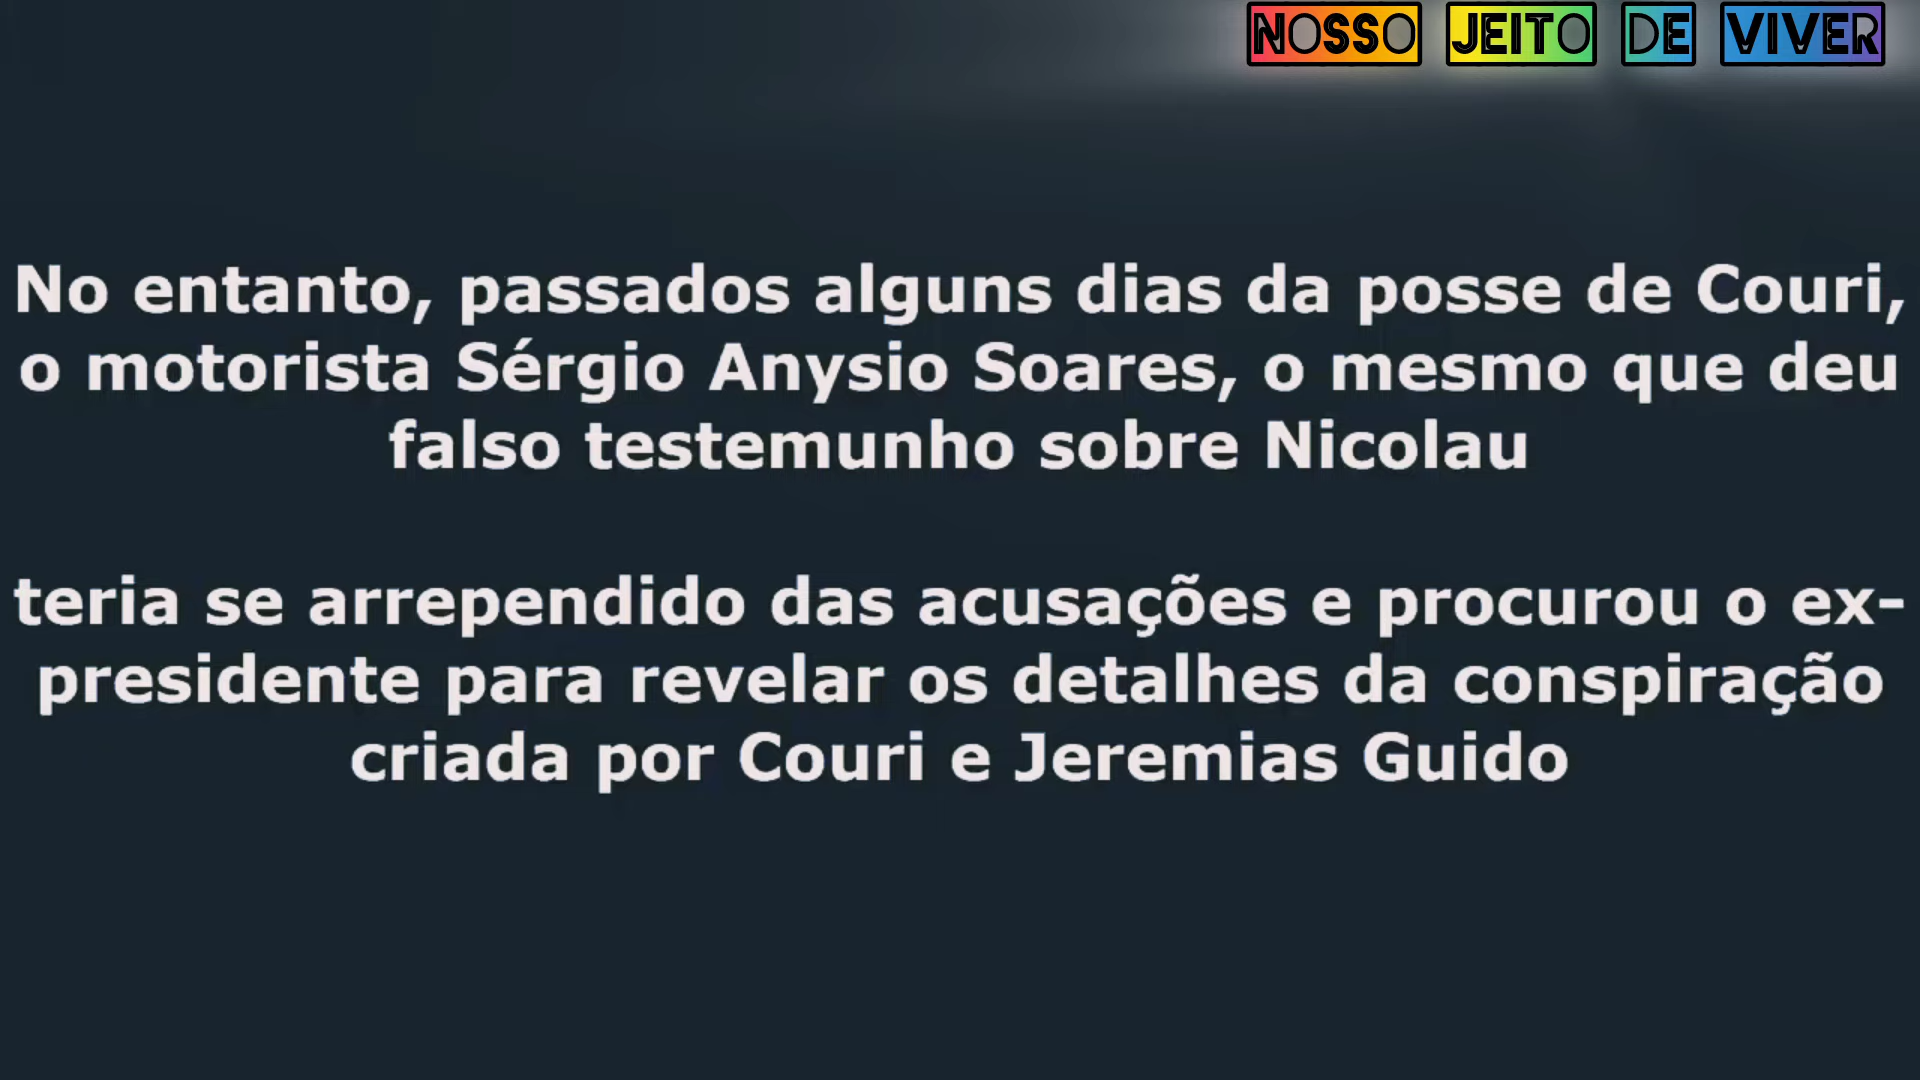 NOSSO JEITO DE VIVER
No entanto, passados alguns dias da posse de Couri,
o motorista Sérgio Anysio Soares, o mesmo que deu
falso testemunho sobre Nicolau
teria se arrependido das acusações e procurou o ex-
presidente para revelar os detalhes da conspiração
criada por Couri e Jeremias Guido